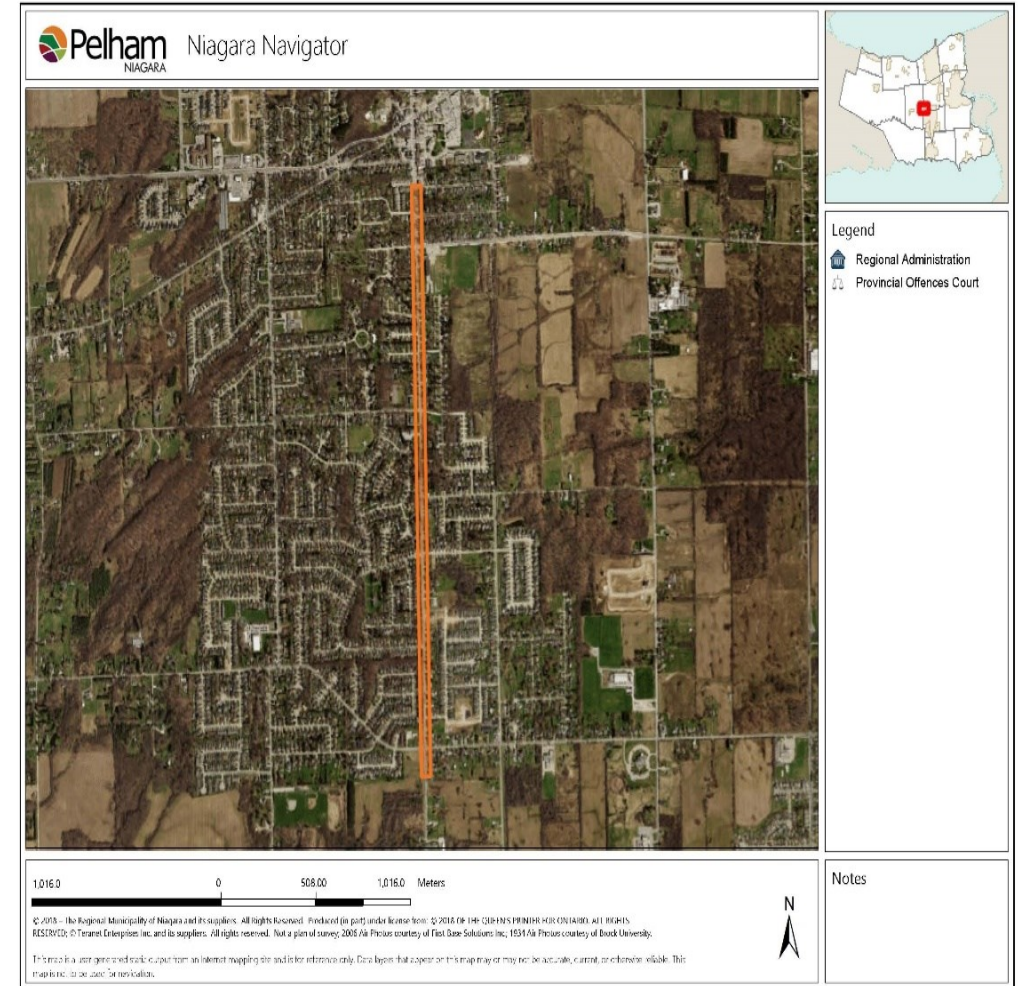 Pelham
NIAGARA
Niagara Navigator
Legend
Regional Administration
Provincial Offences Court
1,016.0 0 508.00 1,016.0 Meters
© 2018 - The Regional Municipality of Niagara and its suppliers. All Rights Reserved. Produced (in part) under license from: © 2018 OF THE QUEEN'S PRINTER FOR ONTARIO. ALL RIGHTS
RESERVED; © Teranet Enterprises Inc. and its suppliers. All rights reserved. Not a plan of survey; 2006 Air Photos courtesy of First Base Solutions Inc.; 1934 Air Photos courtesy of Brock University.
This map is a user generated static output from an Internet mapping site and is for reference only. Data layers that appear on this map may or may not be accurate, current, or otherwise reliable. This
map is not to be used for navigation.
N
Notes